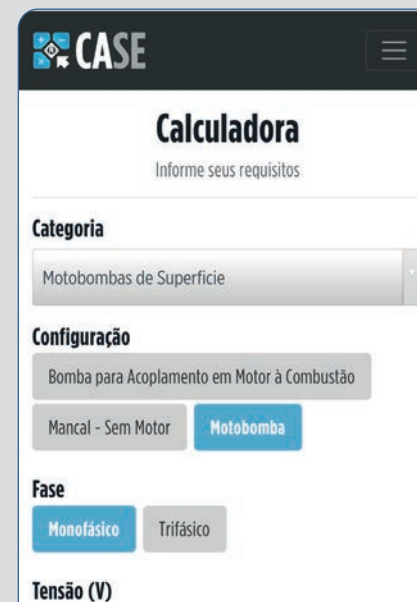 CASE
Calculadora
Informe seus requisitos
Categoria
Motobombas de Superficie
Configuração
Bomba para Acoplamento em Motor à Combustão
Mancal - Sem Motor
Motobomba
Fase
Monofásico
Trifásico
Tensão (V)